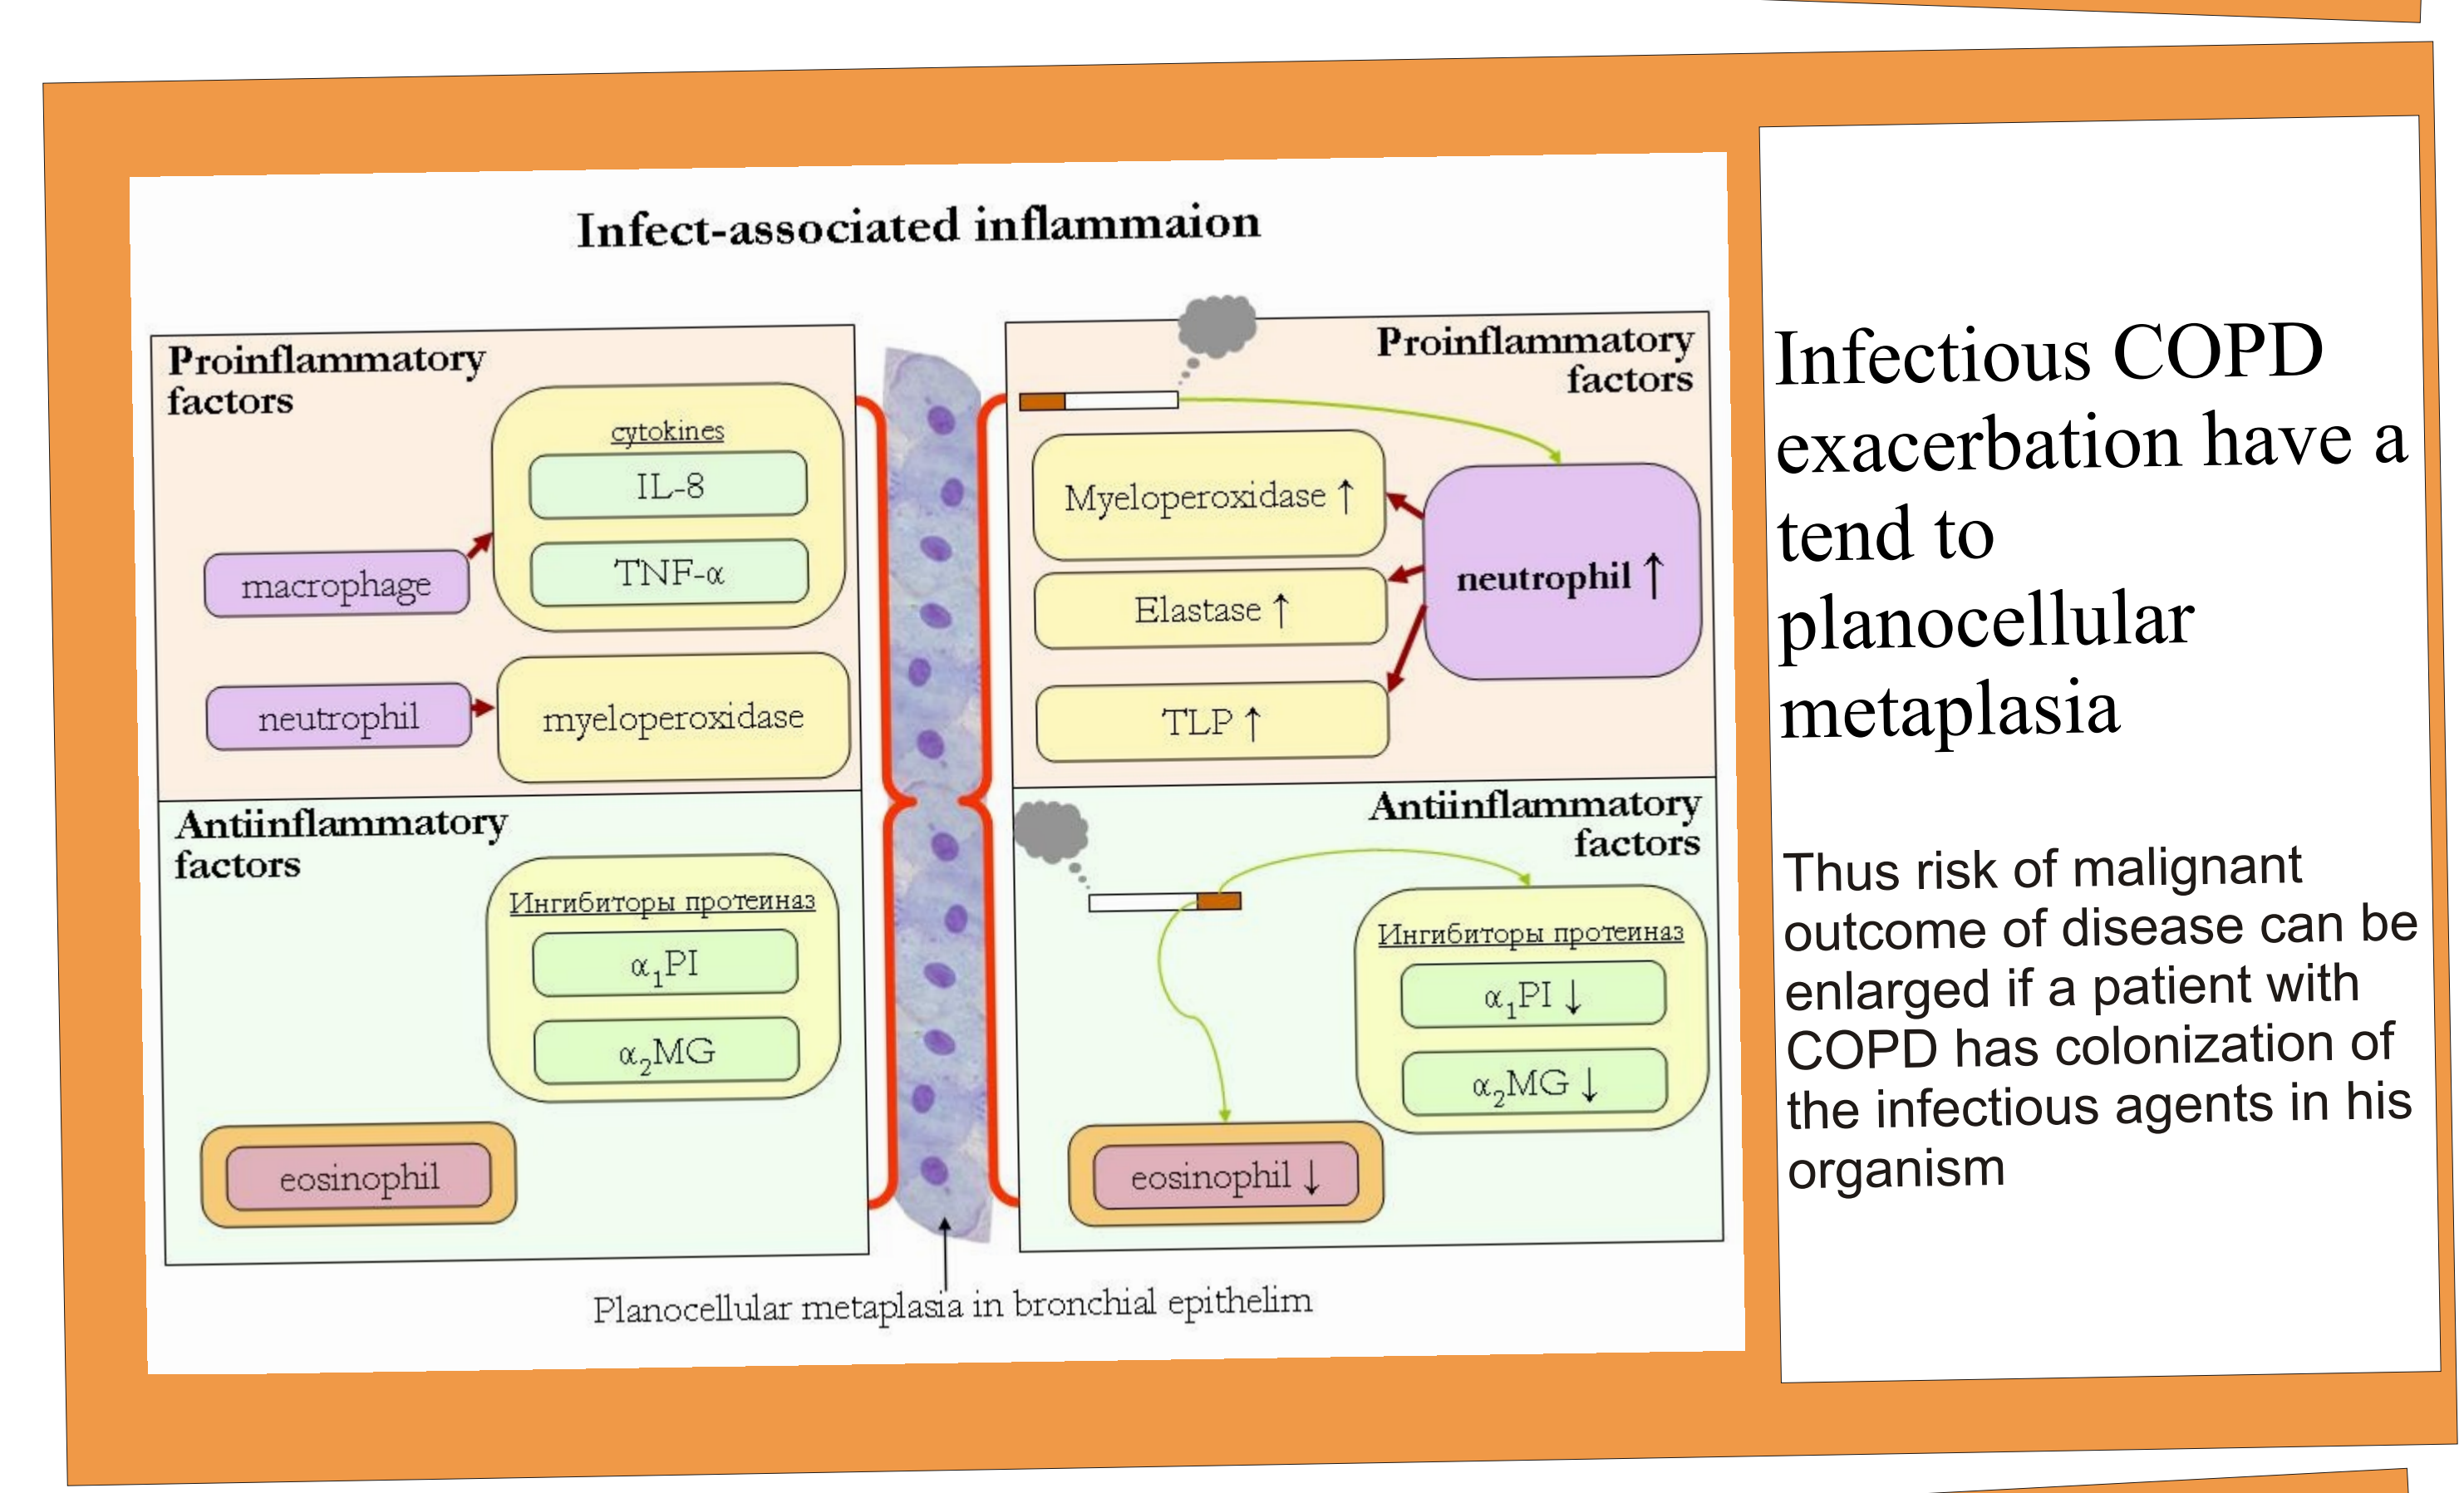 Infect-associated inflammaion
Proinflammatory
factors
cytokines
IL-8
TNF-α
macrophage
neutrophil
myeloperoxidase
Antiinflammatory
factors
Ингибиторы протеиназ
α₁PI
α₂MG
eosinophil
Proinflammatory
factors
Myeloperoxidase ↑
Elastase ↑
TLP ↑
neutrophil ↑
Antiinflammatory
factors
Ингибиторы протеиназ
α₁PI ↓
α₂MG ↓
eosinophil ↓
Planocellular metaplasia in bronchial epithelim
Infectious COPD
exacerbation have a
tend to
planocellular
metaplasia
Thus risk of malignant
outcome of disease can be
enlarged if a patient with
COPD has colonization of
the infectious agents in his
organism